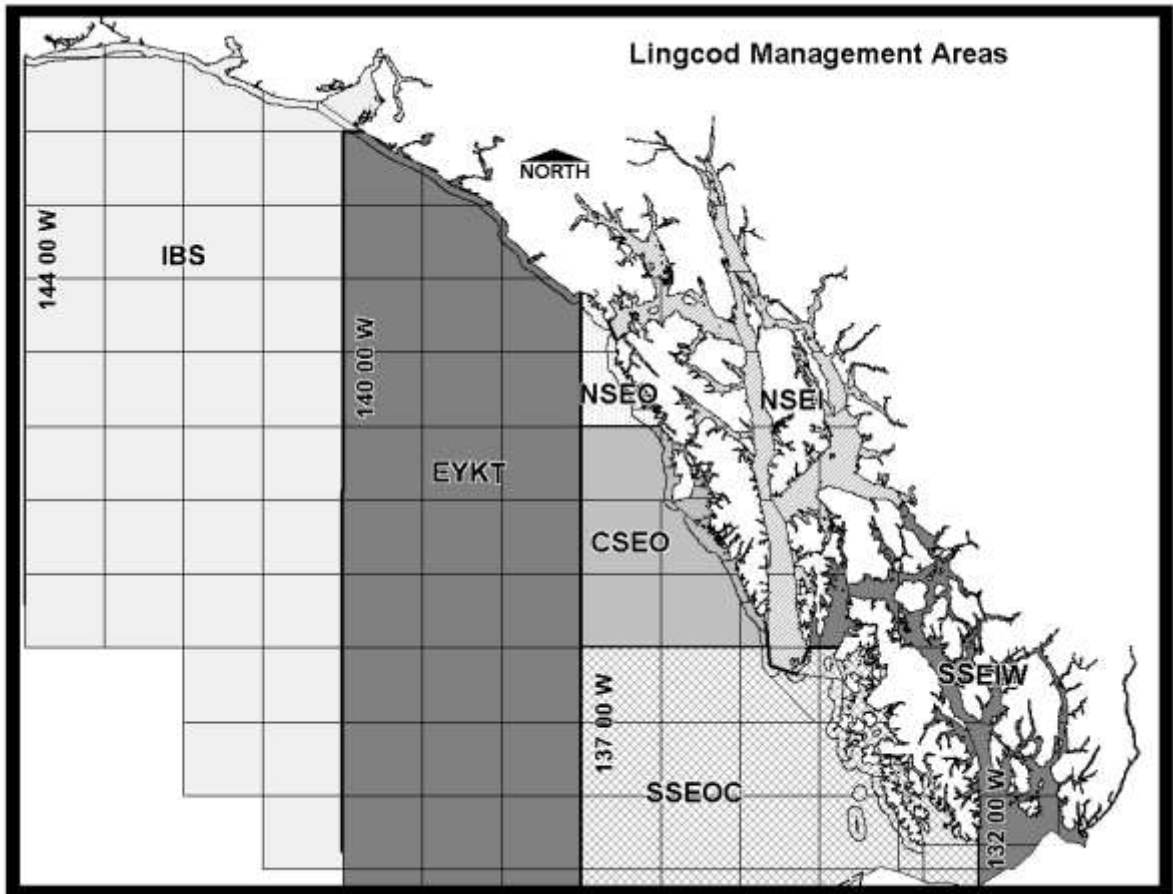 Lingcod Management Areas
NORTH
144 00 W
IBS
140 00 W
NSEO
NSEI
EYKT
CSEO
SSEIW
137 00 W
SSEOC
132 00 W